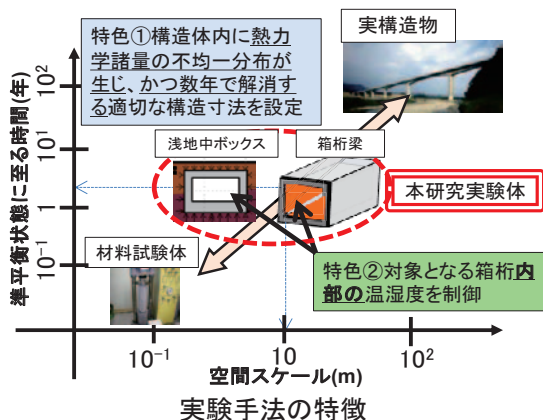 特色①構造体内に熱力
学諸量の不均一分布が
生じ、かつ数年で解消す
る適切な構造寸法を設定
実構造物
浅地中ボックス
箱桁梁
本研究実験体
材料試験体
特色②対象となる箱桁内
部の温湿度を制御
準平衡状態に至る時間(年)
10²
10¹
1
10⁻¹
10⁻¹
10
10²
空間スケール(m)
実験手法の特徴